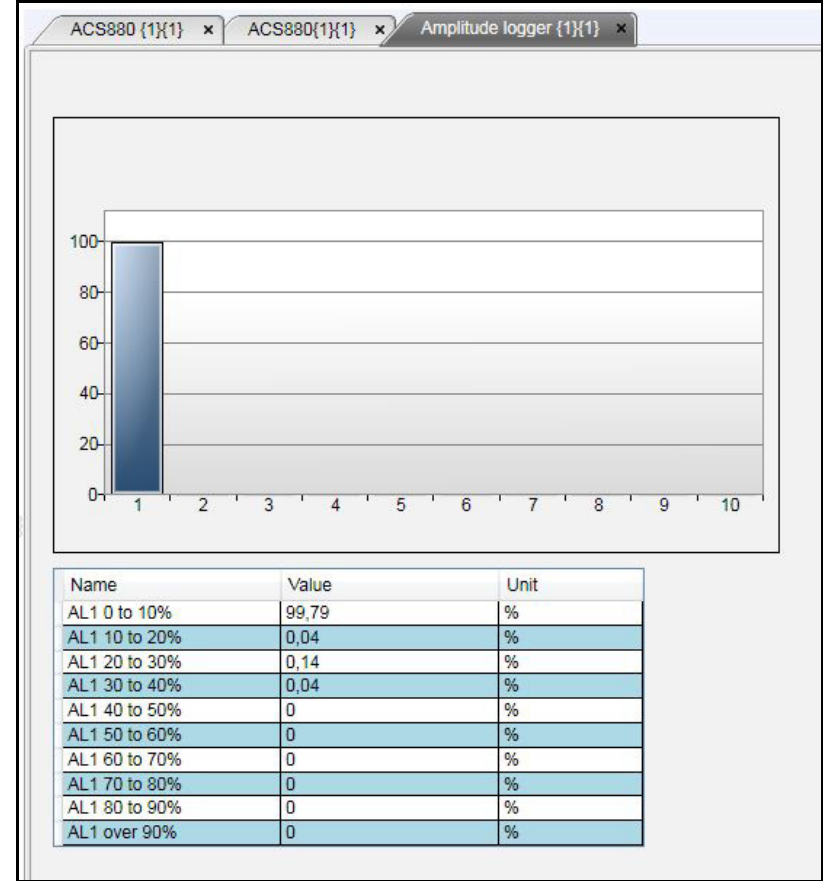 ACS880 {1}{1} × ACS880{1}{1} × Amplitude logger {1}{1} ×
100
80
60
40
20
0
1 2 3 4 5 6 7 8 9 10
Name Value Unit
AL1 0 to 10% 99,79 %
AL1 10 to 20% 0,04 %
AL1 20 to 30% 0,14 %
AL1 30 to 40% 0,04 %
AL1 40 to 50% 0 %
AL1 50 to 60% 0 %
AL1 60 to 70% 0 %
AL1 70 to 80% 0 %
AL1 80 to 90% 0 %
AL1 over 90% 0 %